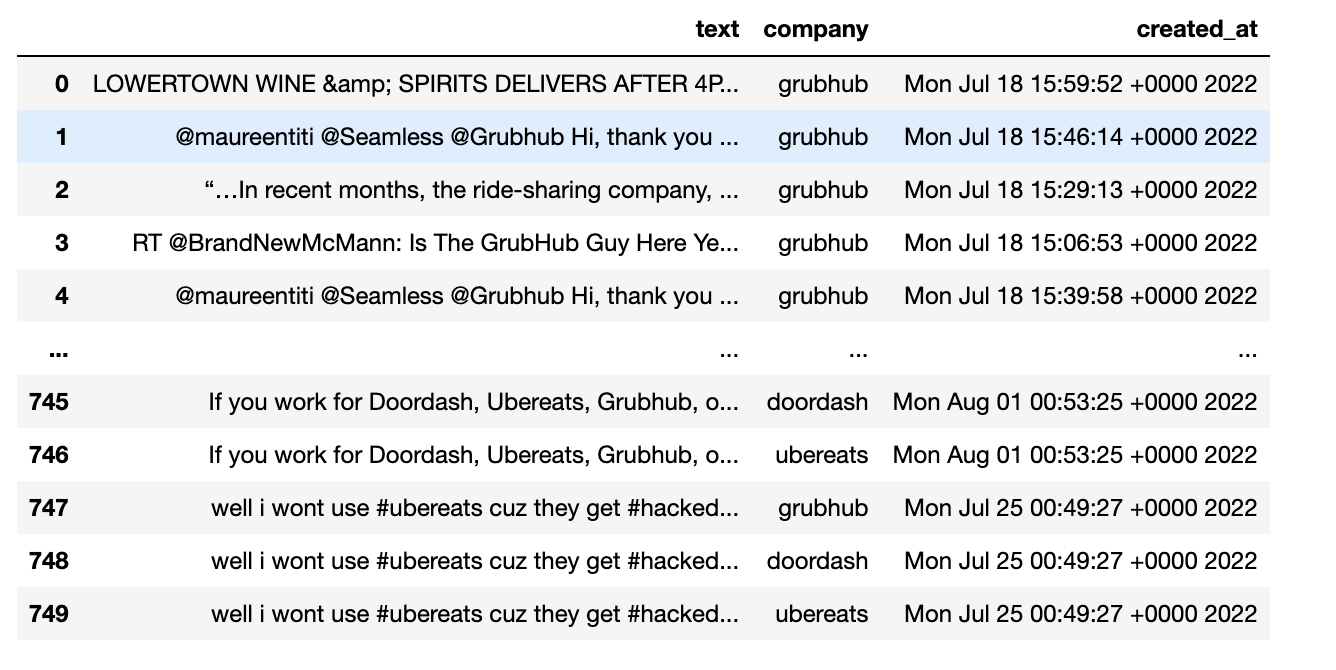 text company created_at
0 LOWERTOWN WINE &amp; SPIRITS DELIVERS AFTER 4P... grubhub Mon Jul 18 15:59:52 +0000 2022
1 @maureentiti @Seamless @Grubhub Hi, thank you ... grubhub Mon Jul 18 15:46:14 +0000 2022
2 “…In recent months, the ride-sharing company, ... grubhub Mon Jul 18 15:29:13 +0000 2022
3 RT @BrandNewMcMann: Is The GrubHub Guy Here Ye... grubhub Mon Jul 18 15:06:53 +0000 2022
4 @maureentiti @Seamless @Grubhub Hi, thank you ... grubhub Mon Jul 18 15:39:58 +0000 2022
... ... ... ...
745 If you work for Doordash, Ubereats, Grubhub, o... doordash Mon Aug 01 00:53:25 +0000 2022
746 If you work for Doordash, Ubereats, Grubhub, o... ubereats Mon Aug 01 00:53:25 +0000 2022
747 well i wont use #ubereats cuz they get #hacked... grubhub Mon Jul 25 00:49:27 +0000 2022
748 well i wont use #ubereats cuz they get #hacked... doordash Mon Jul 25 00:49:27 +0000 2022
749 well i wont use #ubereats cuz they get #hacked... ubereats Mon Jul 25 00:49:27 +0000 2022